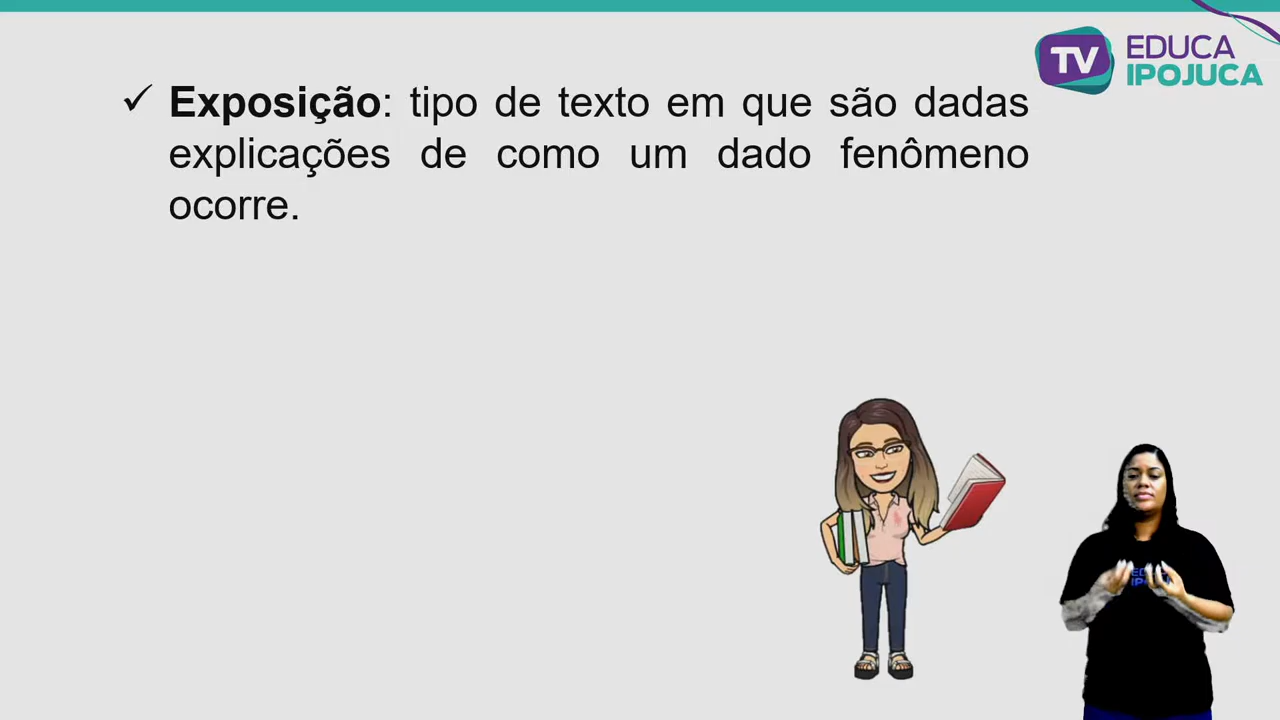 TV EDUCA
IPOJUCA
✓ Exposição: tipo de texto em que são dadas
explicações de como um dado fenômeno
ocorre.